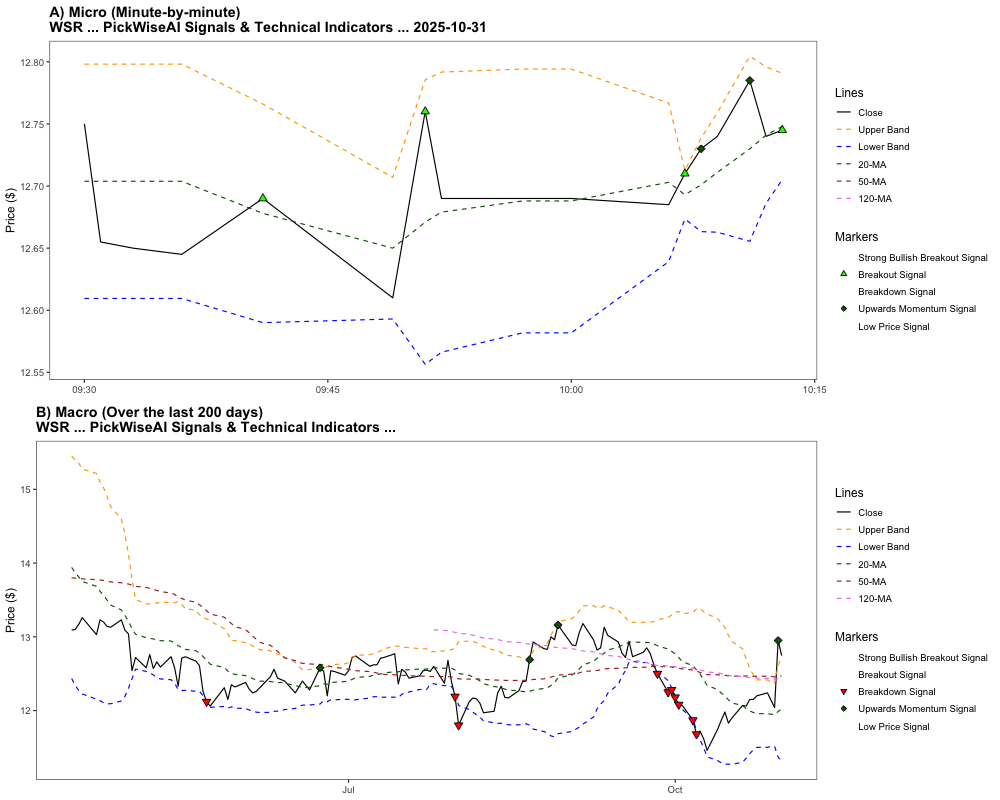 A) Micro (Minute-by-minute)
WSR ... PickWiseAI Signals & Technical Indicators ... 2025-10-31
Price ($)
12.80
12.75
12.70
12.65
12.60
12.55
09:30
09:45
10:00
10:15
Lines
Close
Upper Band
Lower Band
20-MA
50-MA
120-MA
Markers
Strong Bullish Breakout Signal
Breakout Signal
Breakdown Signal
Upwards Momentum Signal
Low Price Signal
B) Macro (Over the last 200 days)
WSR ... PickWiseAI Signals & Technical Indicators ...
Price ($)
15
14
13
12
Jul
Oct
Lines
Close
Upper Band
Lower Band
20-MA
50-MA
120-MA
Markers
Strong Bullish Breakout Signal
Breakout Signal
Breakdown Signal
Upwards Momentum Signal
Low Price Signal